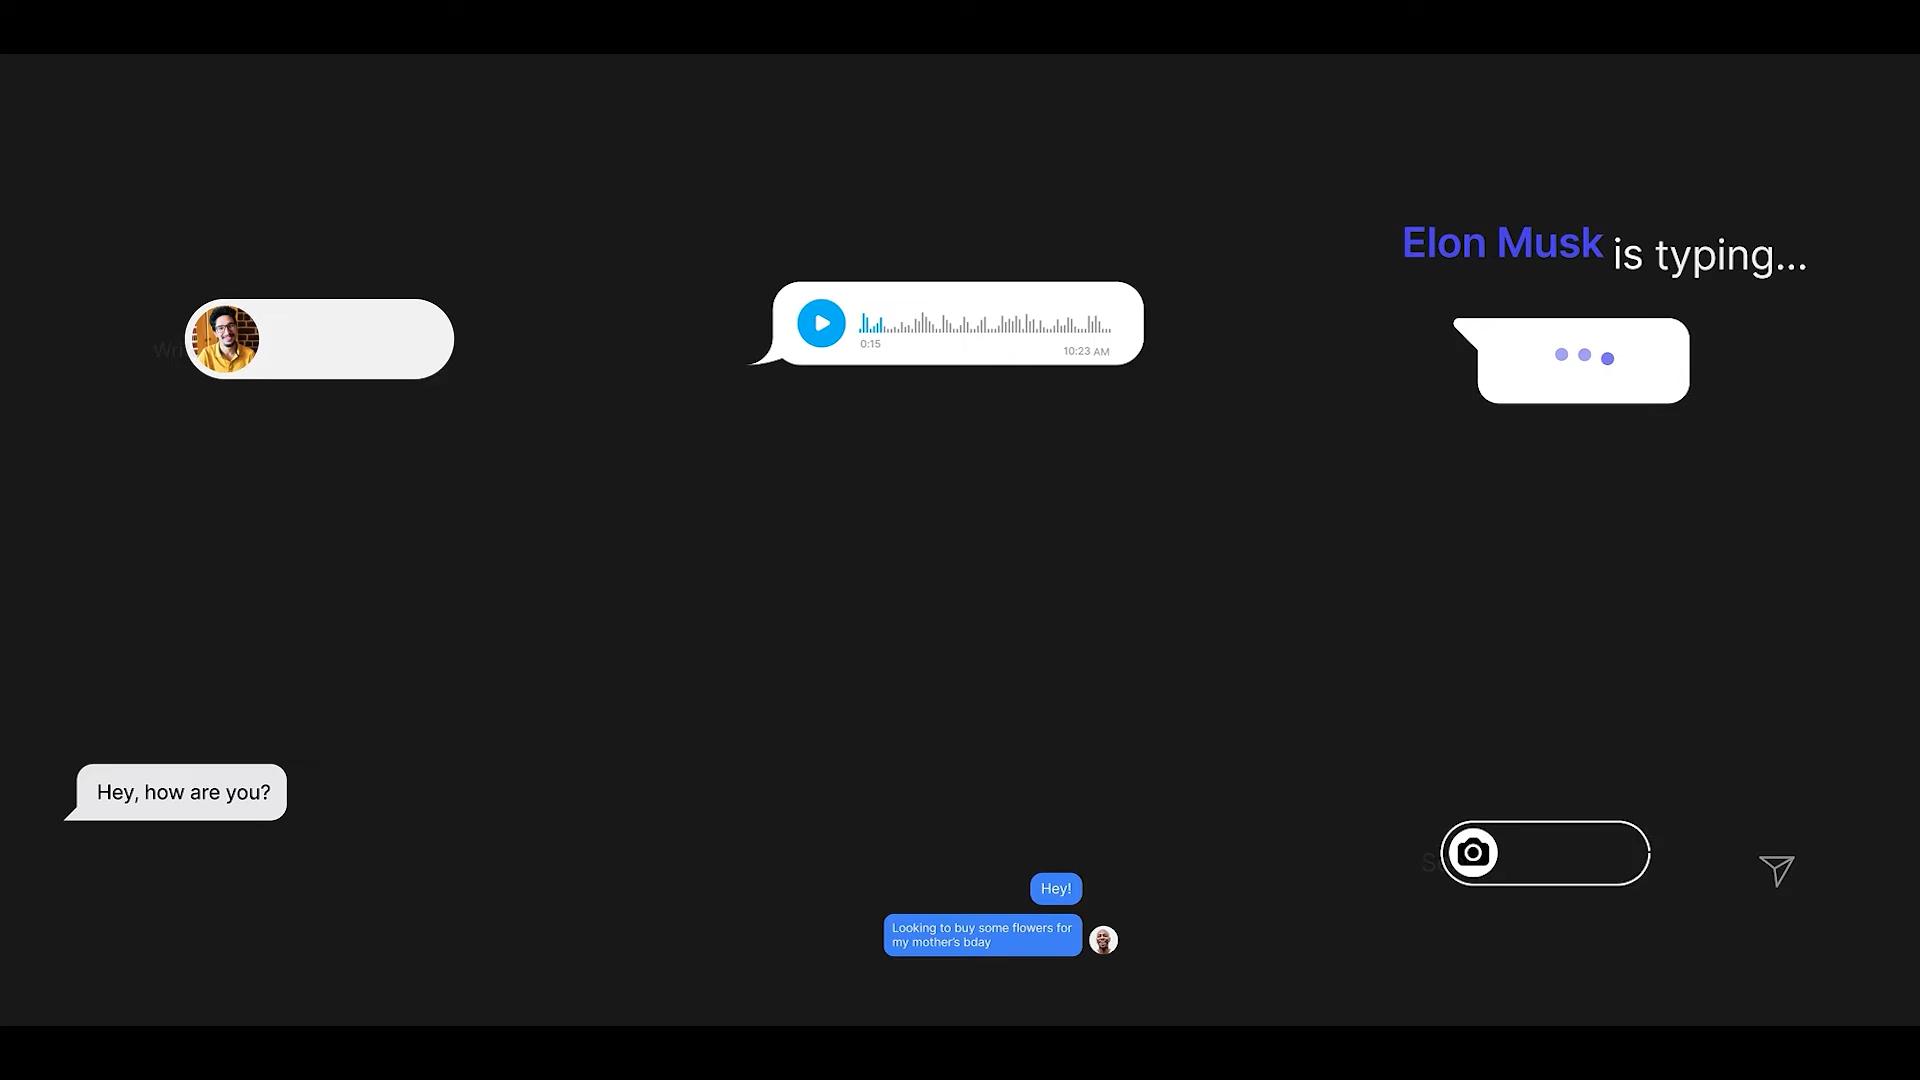 Elon Musk is typing...
Wri
0:15
10:23 AM
Hey, how are you?
Hey!
Looking to buy some flowers for
my mother's bday